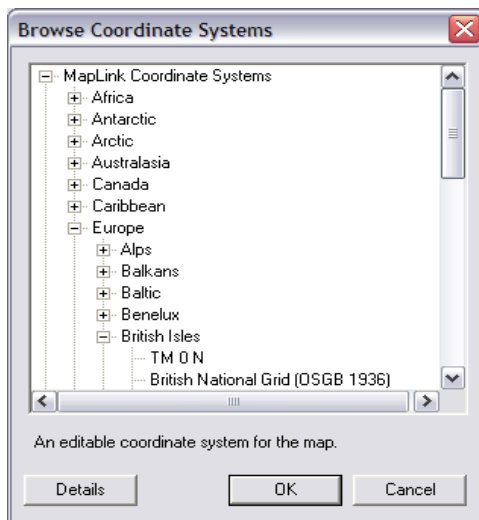 Browse Coordinate Systems
MapLink Coordinate Systems
Africa
Antarctic
Arctic
Australasia
Canada
Caribbean
Europe
Alps
Balkans
Baltic
Benelux
British Isles
TM 0 N
British National Grid (OSGB 1936)
An editable coordinate system for the map.
Details OK Cancel